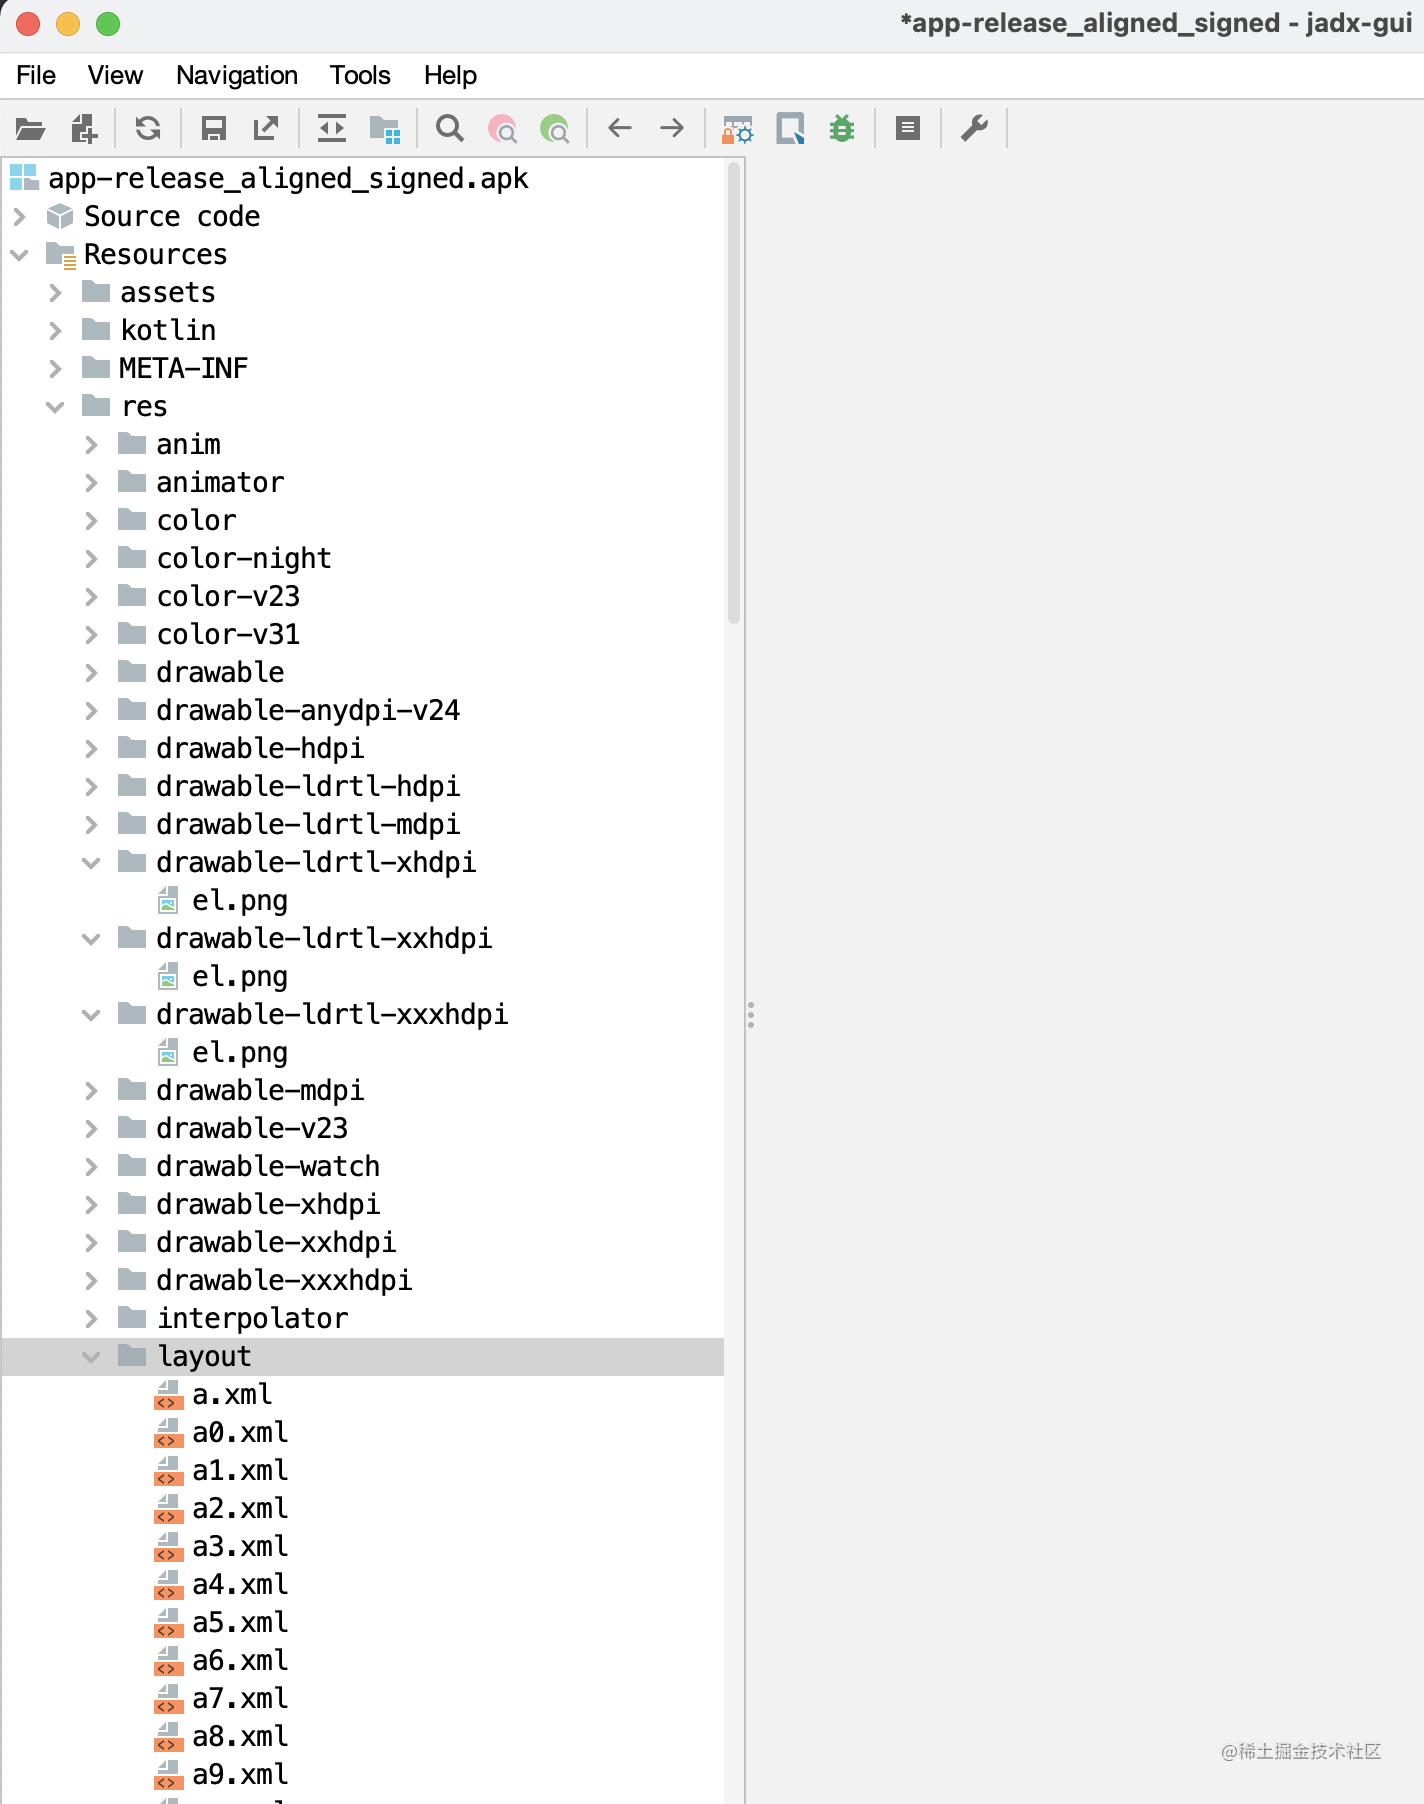 *app-release_aligned_signed - jadx-gui
File View Navigation Tools Help
app-release_aligned_signed.apk
Source code
Resources
assets
kotlin
META-INF
res
anim
animator
color
color-night
color-v23
color-v31
drawable
drawable-anydpi-v24
drawable-hdpi
drawable-ldrtl-hdpi
drawable-ldrtl-mdpi
drawable-ldrtl-xhdpi
el.png
drawable-ldrtl-xxhdpi
el.png
drawable-ldrtl-xxxhdpi
el.png
drawable-mdpi
drawable-v23
drawable-watch
drawable-xhdpi
drawable-xxhdpi
drawable-xxxhdpi
interpolator
layout
a.xml
a0.xml
a1.xml
a2.xml
a3.xml
a4.xml
a5.xml
a6.xml
a7.xml
a8.xml
a9.xml
@稀土掘金技术社区